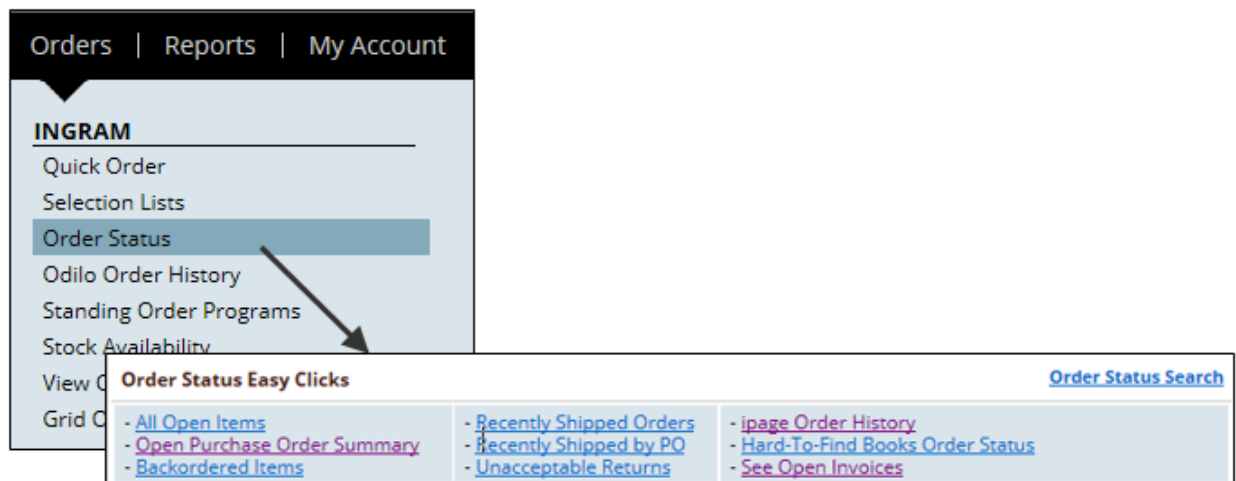 Orders | Reports | My Account
INGRAM
Quick Order
Selection Lists
Order Status
Odilo Order History
Standing Order Programs
Stock Availability
View
Grid
Order Status Easy Clicks
Order Status Search
- All Open Items
- Open Purchase Order Summary
- Backordered Items
- Recently Shipped Orders
- Recently Shipped by PO
- Unacceptable Returns
- ipage Order History
- Hard-To-Find Books Order Status
- See Open Invoices